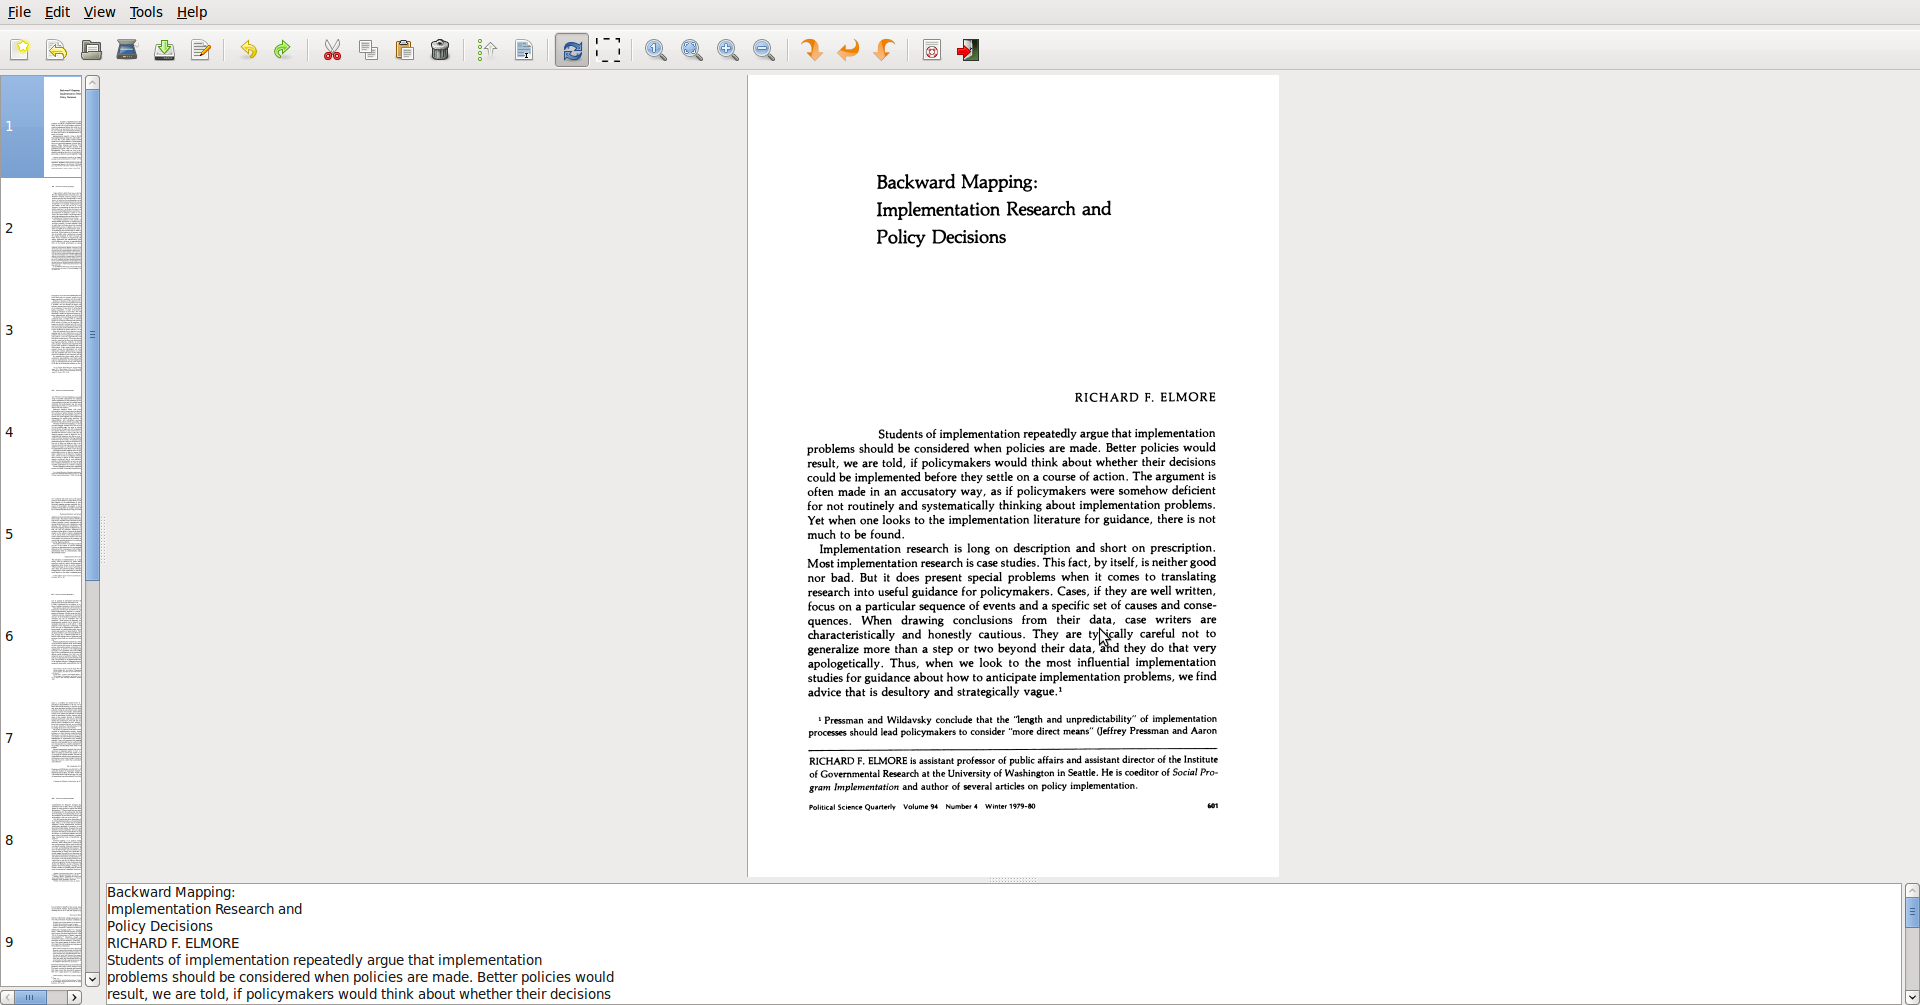 File Edit View Tools Help
1
2
3
4
5
6
7
8
9
Backward Mapping:
Implementation Research and
Policy Decisions
RICHARD F. ELMORE
Students of implementation repeatedly argue that implementation
problems should be considered when policies are made. Better policies would
result, we are told, if policymakers would think about whether their decisions
could be implemented before they settle on a course of action. The argument is
often made in an accusatory way, as if policymakers were somehow deficient
for not routinely and systematically thinking about implementation problems.
Yet when one looks to the implementation literature for guidance, there is not
much to be found.
Implementation research is long on description and short on prescription.
Most implementation research is case studies. This fact, by itself, is neither good
nor bad. But it does present special problems when it comes to translating
research into useful guidance for policymakers. Cases, if they are well written,
focus on a particular sequence of events and a specific set of causes and conse-
quences. When drawing conclusions from their data, case writers are
characteristically and honestly cautious. They are typically careful not to
generalize more than a step or two beyond their data, and they do that very
apologetically. Thus, when we look to the most influential implementation
studies for guidance about how to anticipate implementation problems, we find
advice that is desultory and strategically vague.¹
¹ Pressman and Wildavsky conclude that the "length and unpredictability" of implementation
processes should lead policymakers to consider "more direct means" (Jeffrey Pressman and Aaron
RICHARD F. ELMORE is assistant professor of public affairs and assistant director of the Institute
of Governmental Research at the University of Washington in Seattle. He is coeditor of Social Pro-
gram Implementation and author of several articles on policy implementation.
Political Science Quarterly Volume 94 Number 4 Winter 1979-80 601
Backward Mapping:
Implementation Research and
Policy Decisions
RICHARD F. ELMORE
Students of implementation repeatedly argue that implementation
problems should be considered when policies are made. Better policies would
result, we are told, if policymakers would think about whether their decisions